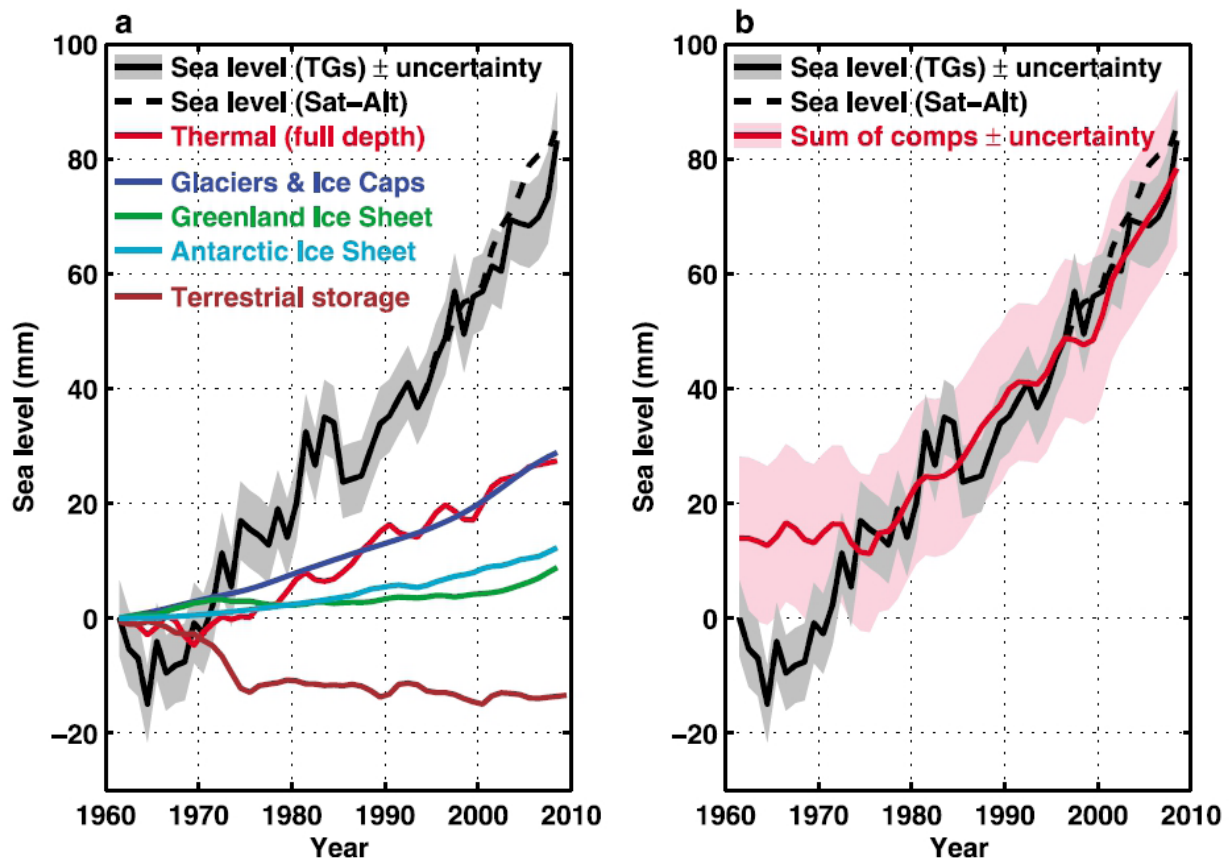 a
100
80
60
40
20
0
−20
Sea level (mm)
Sea level (TGs) ± uncertainty
Sea level (Sat−Alt)
Thermal (full depth)
Glaciers & Ice Caps
Greenland Ice Sheet
Antarctic Ice Sheet
Terrestrial storage
1960 1970 1980 1990 2000 2010
Year
b
100
80
60
40
20
0
−20
Sea level (mm)
Sea level (TGs) ± uncertainty
Sea level (Sat−Alt)
Sum of comps ± uncertainty
1960 1970 1980 1990 2000 2010
Year